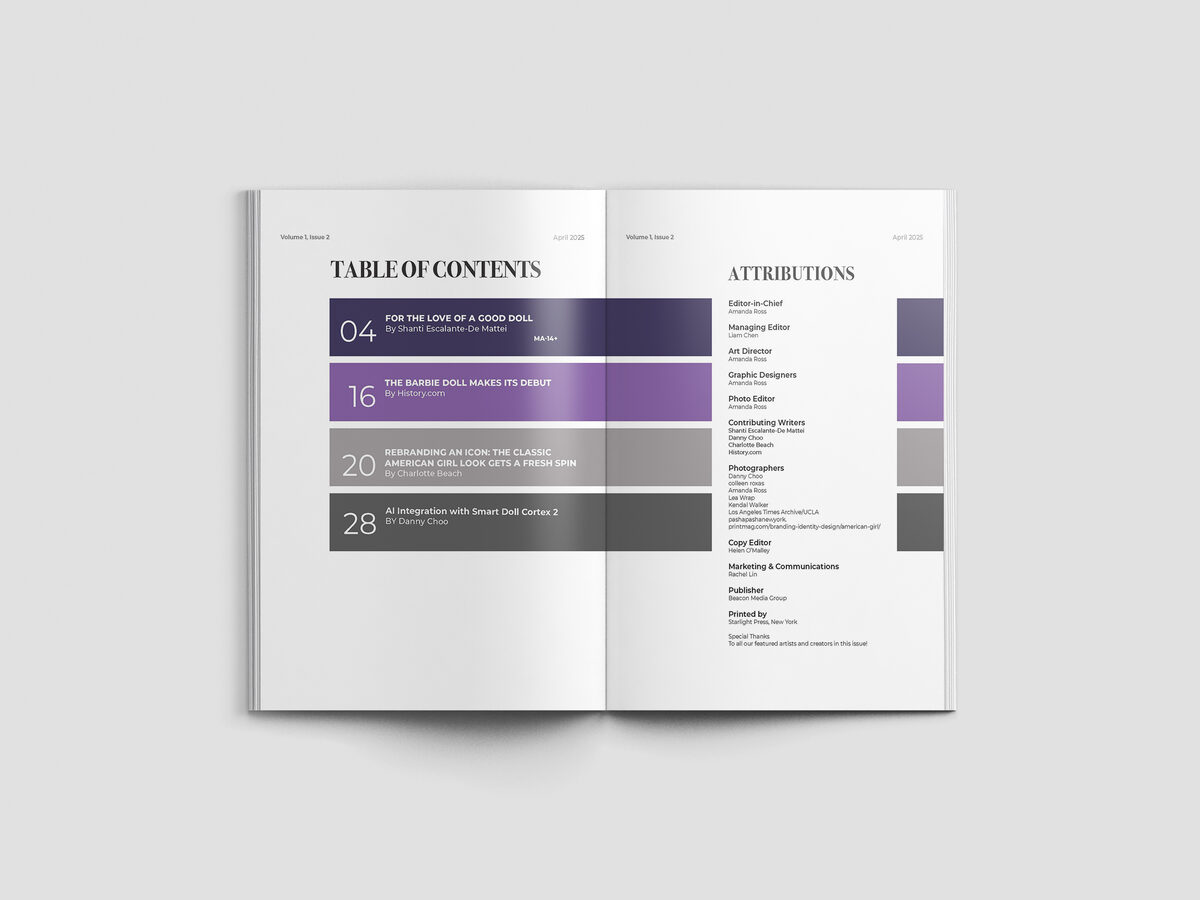 Volume 1, Issue 2
April 2025
TABLE OF CONTENTS
04
FOR THE LOVE OF A GOOD DOLL
By Shanti Escalante-De Mattei
MA-14+
16
THE BARBIE DOLL MAKES ITS DEBUT
By History.com
20
REBRANDING AN ICON: THE CLASSIC
AMERICAN GIRL LOOK GETS A FRESH SPIN
By Charlotte Beach
28
AI Integration with Smart Doll Cortex 2
BY Danny Choo
Volume 1, Issue 2
April 2025
ATTRIBUTIONS
Editor-in-Chief
Amanda Ross
Managing Editor
Liam Chen
Art Director
Amanda Ross
Graphic Designers
Amanda Ross
Photo Editor
Amanda Ross
Contributing Writers
Shanti Escalante-De Mattei
Danny Choo
Charlotte Beach
History.com
Photographers
Danny Choo
colleen roxas
Amanda Ross
Lea Wrap
Kendal Walker
Los Angeles Times Archive/UCLA
pashapashanewyork.
printmag.com/branding-identity-design/american-girl/
Copy Editor
Helen O'Malley
Marketing & Communications
Rachel Lin
Publisher
Beacon Media Group
Printed by
Starlight Press, New York
Special Thanks
To all our featured artists and creators in this issue!